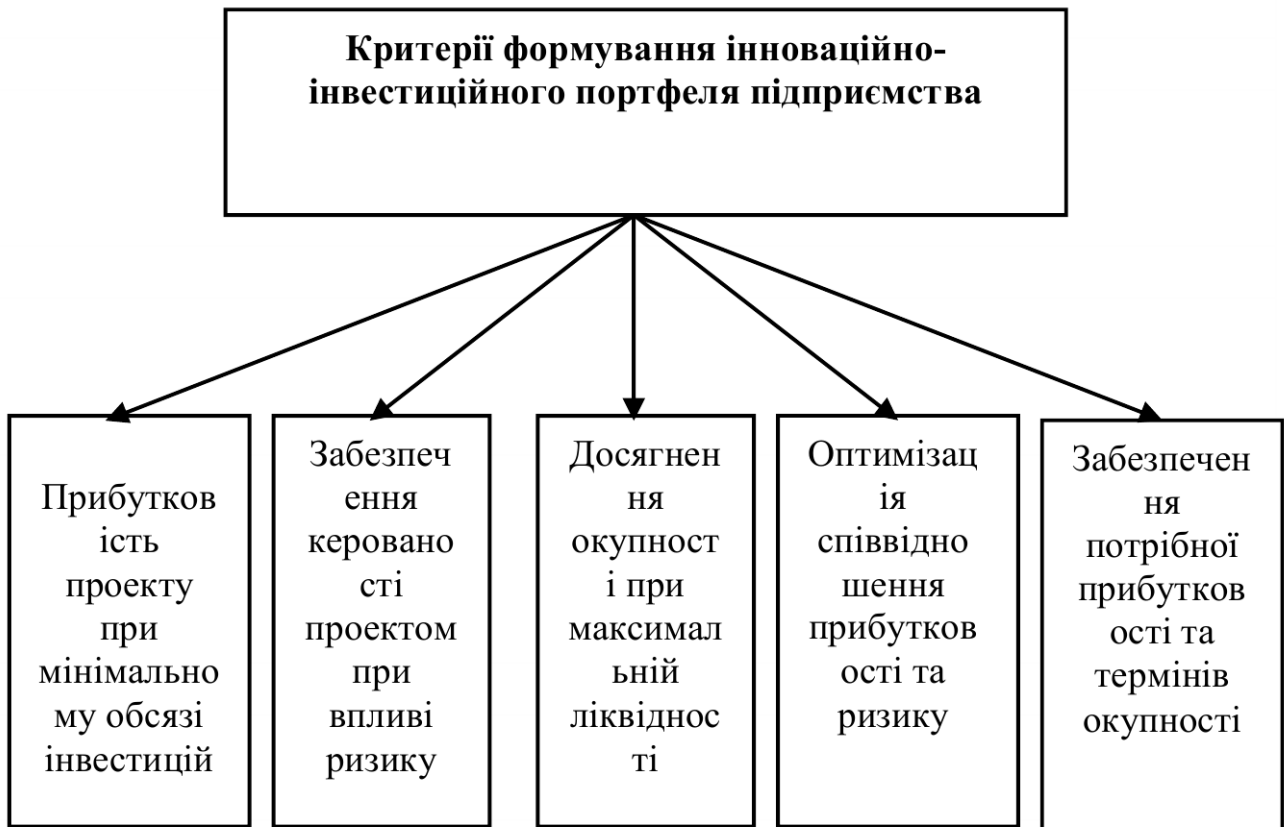 Критерії формування інноваційно-
інвестиційного портфеля підприємства
Прибутков
ість
проекту
при
мінімально
му обсязі
інвестицій
Забезпеч
ення
керовано
сті
проектом
при
впливі
ризику
Досягнен
ня
окупност
і при
максимал
ьній
ліквіднос
ті
Оптимізац
ія
співвідно
шення
прибутков
ості та
ризику
Забезпечен
ня
потрібної
прибутков
ості та
термінів
окупності